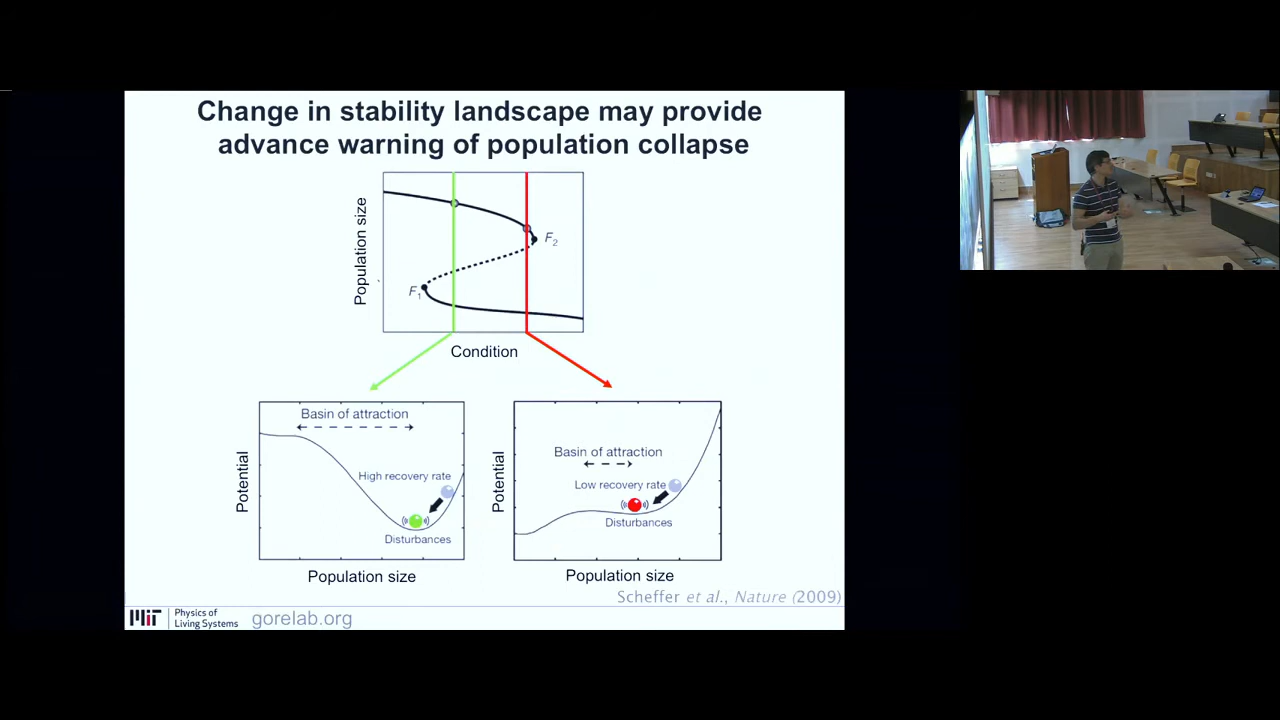 Change in stability landscape may provide
advance warning of population collapse
Population size
F2
F1
Condition
Basin of attraction
High recovery rate
Disturbances
Potential
Population size
Basin of attraction
Low recovery rate
Disturbances
Potential
Population size
Scheffer et al., Nature (2009)
MIT
Physics of
Living Systems
gorelab.org